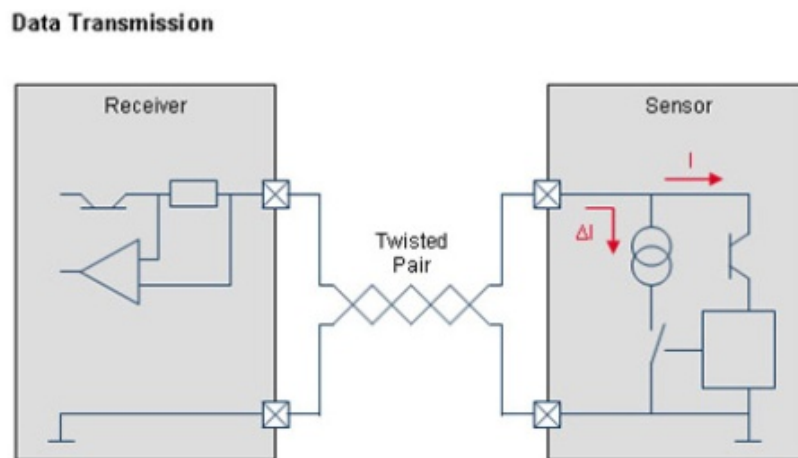 Data Transmission
Receiver
Sensor
I
ΔI
Twisted
Pair